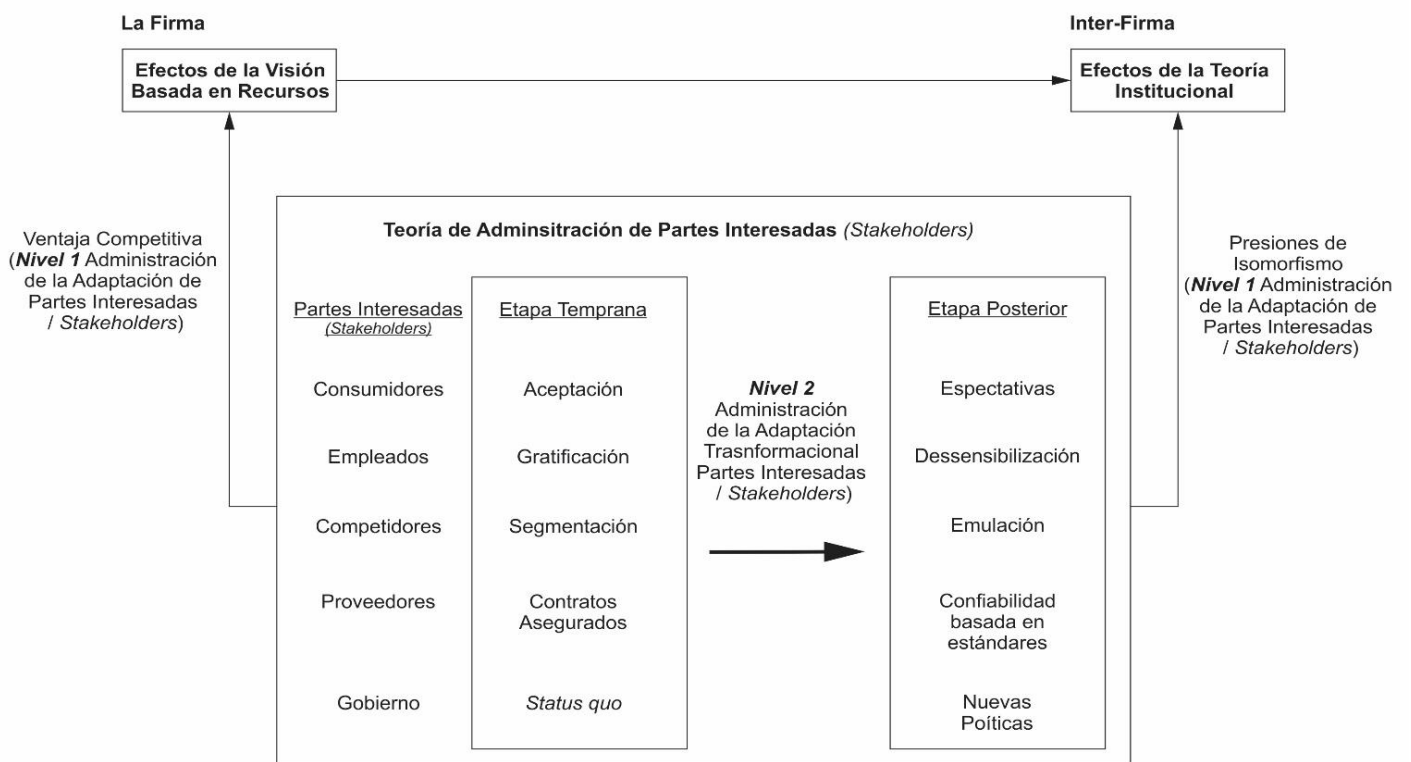 La Firma
Efectos de la Visión
Basada en Recursos
Inter-Firma
Efectos de la Teoría
Institucional
Ventaja Competitiva
(Nivel 1 Administración
de la Adaptación de
Partes Interesadas
/ Stakeholders)
Teoría de Adminsitración de Partes Interesadas (Stakeholders)
Partes Interesadas
(Stakeholders)
Consumidores
Empleados
Competidores
Proveedores
Gobierno
Etapa Temprana
Aceptación
Gratificación
Segmentación
Contratos
Asegurados
Status quo
Nivel 2
Administración
de la Adaptación
Trasnformacional
Partes Interesadas
/ Stakeholders)
Etapa Posterior
Espectativas
Dessensibilización
Emulación
Confiabilidad
basada en
estándares
Nuevas
Poíticas
Presiones de
Isomorfismo
(Nivel 1 Administración
de la Adaptación de
Partes Interesadas
/ Stakeholders)